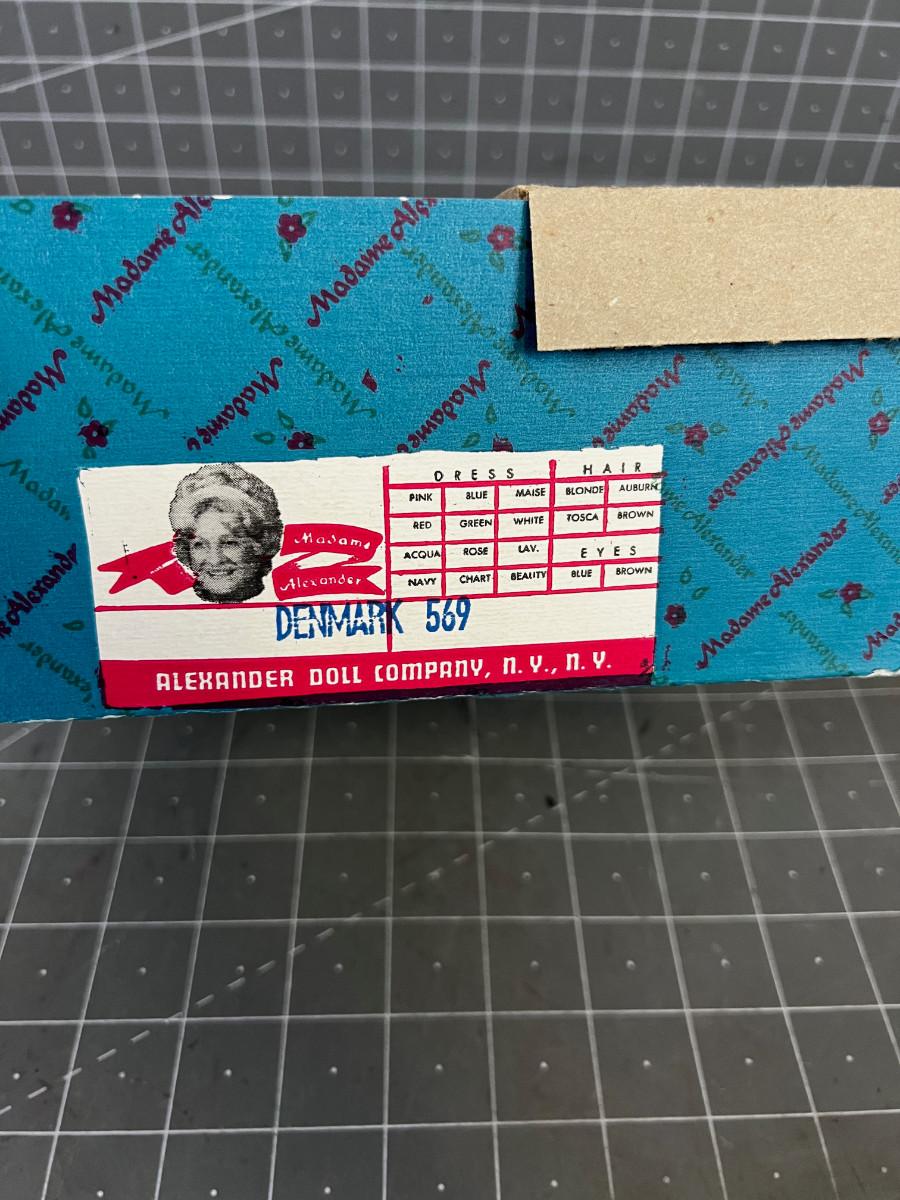 Madame Alexander
Madame Alexander
Madame Alexander
Madame Alexander
Madame Alexander
Madame Alexander
DRESS HAIR
PINK BLUE MAISE BLONDE AUBURN
RED GREEN WHITE TOSCA BROWN
ACQUA ROSE LAV. EYES
NAVY CHART BEALITY BLUE BROWN
Madame
Alexander
DENMARK 569
ALEXANDER DOLL COMPANY, N.Y., N.Y.